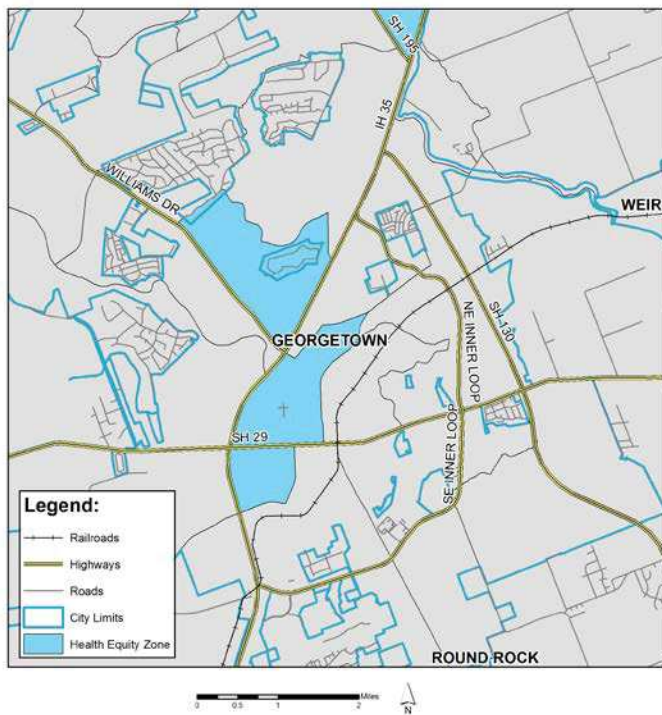 SH 195
IH 35
WILLIAMS DR
WEIR
GEORGETOWN
NE INNER LOOP
SH-130
SH 29
SE INNER LOOP
Legend:
Railroads
Highways
Roads
City Limits
Health Equity Zone
ROUND ROCK
0 0.5 1 2 Miles
N